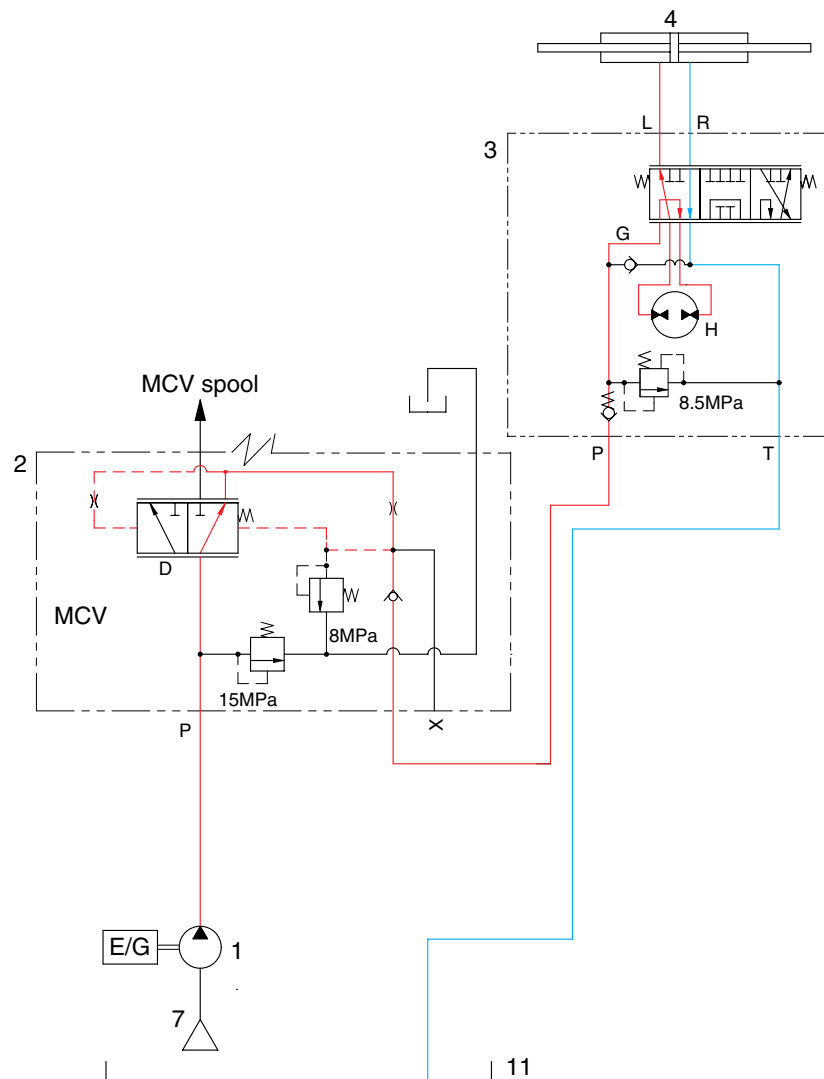 4
L R
3
G
H
MCV spool
8.5MPa
P T
2
D
MCV
8MPa
15MPa
P X
E/G 1
7
11